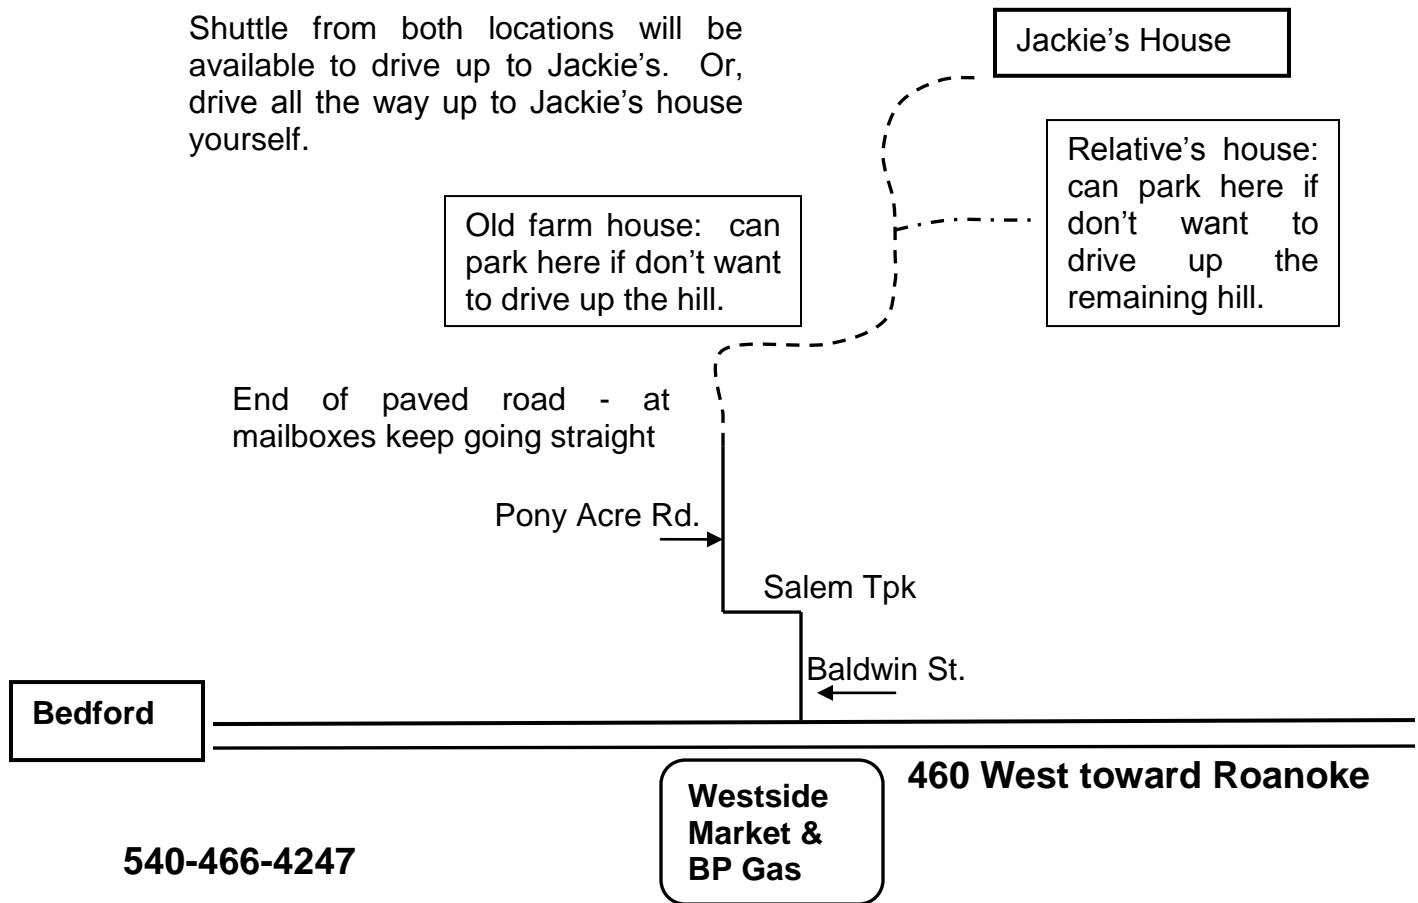 Shuttle from both locations will be
available to drive up to Jackie’s. Or,
drive all the way up to Jackie’s house
yourself.
Jackie’s House
Relative’s house:
can park here if
don’t want to
drive up the
remaining hill.
Old farm house: can
park here if don’t want
to drive up the hill.
End of paved road - at
mailboxes keep going straight
Pony Acre Rd.
Salem Tpk
Baldwin St.
Bedford
460 West toward Roanoke
Westside
Market &
BP Gas
540-466-4247